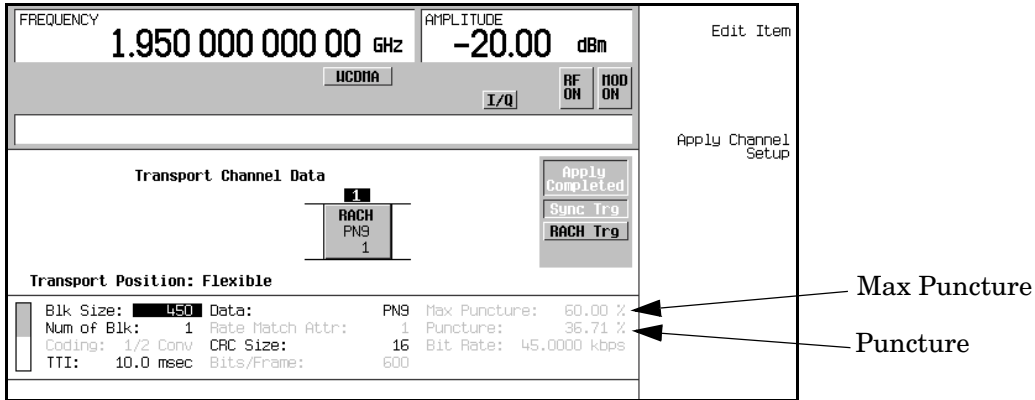 FREQUENCY
1.950 000 000 00 GHz
AMPLITUDE
-20.00 dBm
Edit Item
WCDMA
I/Q
RF ON
MOD ON
Apply Channel Setup
Transport Channel Data
1
RACH
PN9
1
Apply Completed
Sync Trg
RACH Trg
Transport Position: Flexible
Blk Size: 450 Data: PN9 Max Puncture: 60.00 %
Num of Blk: 1 Rate Match Attr: 1 Puncture: 36.71 %
Coding: 1/2 Conv CRC Size: 16 Bit Rate: 45.0000 kbps
TTI: 10.0 msec Bits/Frame: 600
Max Puncture
Puncture